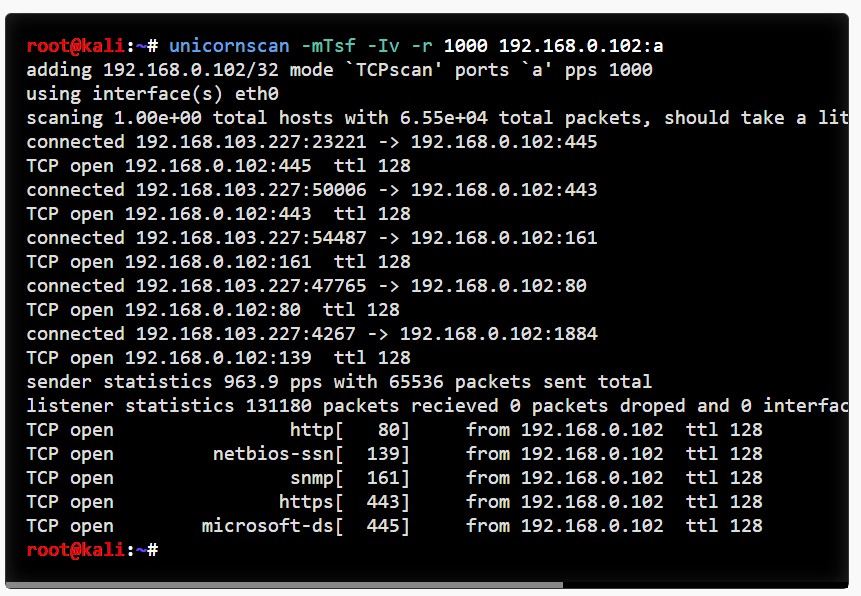 root@kali:~# unicornscan -mTsf -Iv -r 1000 192.168.0.102:a
adding 192.168.0.102/32 mode `TCPscan' ports `a' pps 1000
using interface(s) eth0
scaning 1.00e+00 total hosts with 6.55e+04 total packets, should take a lit
connected 192.168.103.227:23221 -> 192.168.0.102:445
TCP open 192.168.0.102:445  ttl 128
connected 192.168.103.227:50006 -> 192.168.0.102:443
TCP open 192.168.0.102:443  ttl 128
connected 192.168.103.227:54487 -> 192.168.0.102:161
TCP open 192.168.0.102:161  ttl 128
connected 192.168.103.227:47765 -> 192.168.0.102:80
TCP open 192.168.0.102:80  ttl 128
connected 192.168.103.227:4267 -> 192.168.0.102:1884
TCP open 192.168.0.102:139  ttl 128
sender statistics 963.9 pps with 65536 packets sent total
listener statistics 131180 packets recieved 0 packets droped and 0 interfac
TCP open                http[   80]     from 192.168.0.102  ttl 128
TCP open         netbios-ssn[  139]     from 192.168.0.102  ttl 128
TCP open                snmp[  161]     from 192.168.0.102  ttl 128
TCP open               https[  443]     from 192.168.0.102  ttl 128
TCP open        microsoft-ds[  445]     from 192.168.0.102  ttl 128
root@kali:~#